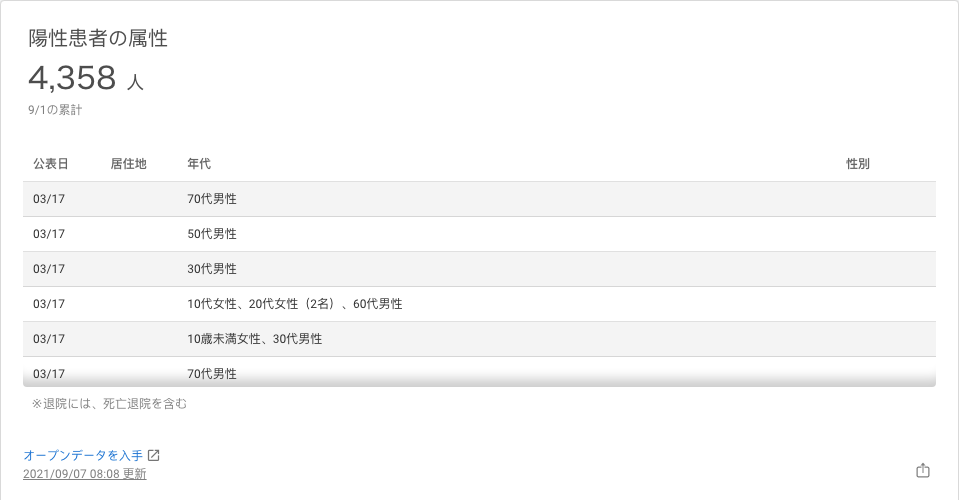 陽性患者の属性
4,358 人
9/1の累計
公表日 居住地 年代 性別
03/17 70代男性
03/17 50代男性
03/17 30代男性
03/17 10代女性、20代女性（2名）、60代男性
03/17 10歳未満女性、30代男性
03/17 70代男性
※退院には、死亡退院を含む
オープンデータを入手
2021/09/07 08:08 更新